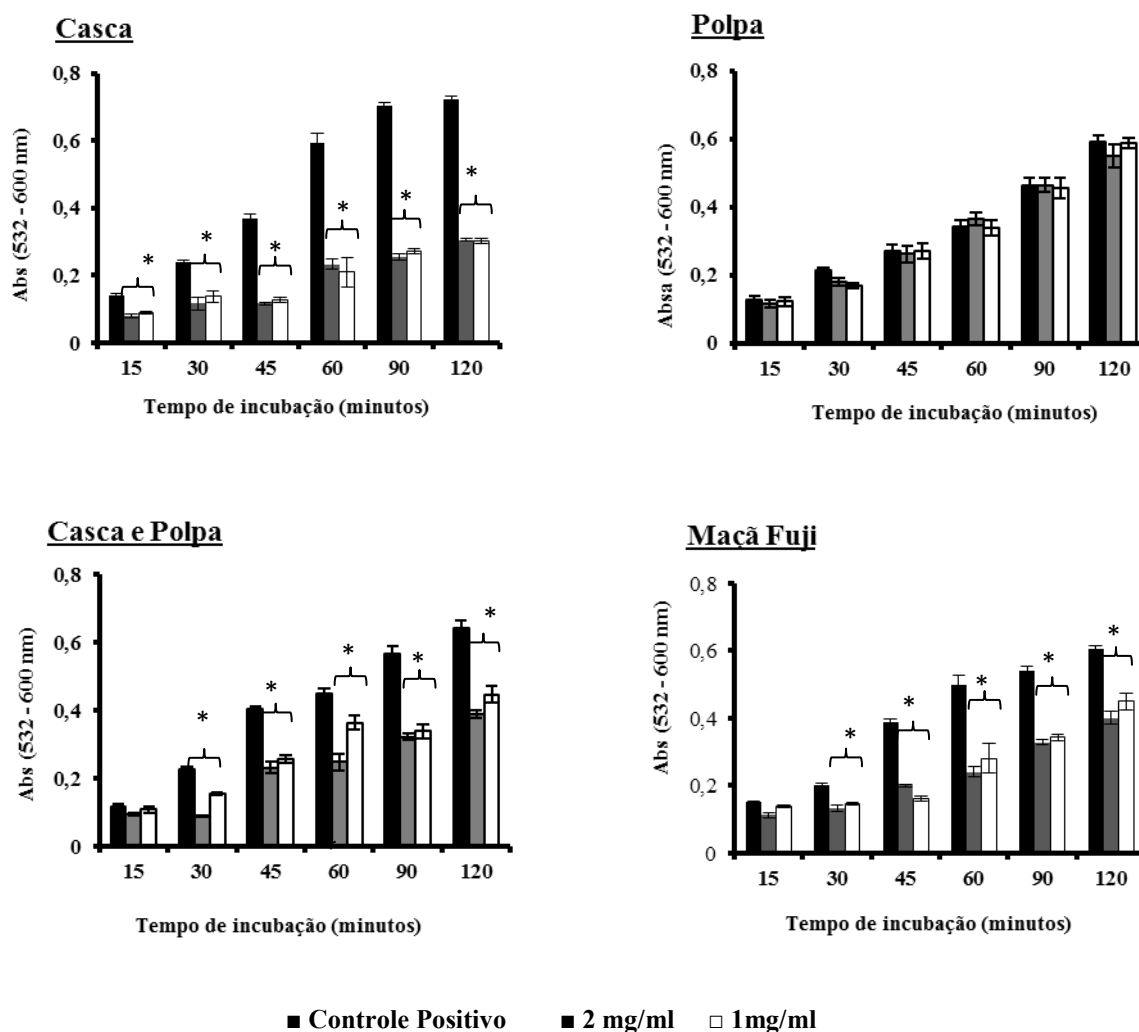 Casca
0,8
0,6
0,4
0,2
0
Abs (532 - 600 nm)
* * * * * *
15 30 45 60 90 120
Tempo de incubação (minutos)
Polpa
0,8
0,6
0,4
0,2
0
Absa (532 - 600 nm)
15 30 45 60 90 120
Tempo de incubação (minutos)
Casca e Polpa
0,8
0,6
0,4
0,2
0
Abs (532 - 600 nm)
* * * * *
15 30 45 60 90 120
Tempo de incubação (minutos)
Maçã Fuji
0,8
0,6
0,4
0,2
0
Abs (532 - 600 nm)
* * * * *
15 30 45 60 90 120
Tempo de incubação (minutos)
■ Controle Positivo ■ 2 mg/ml □ 1mg/ml